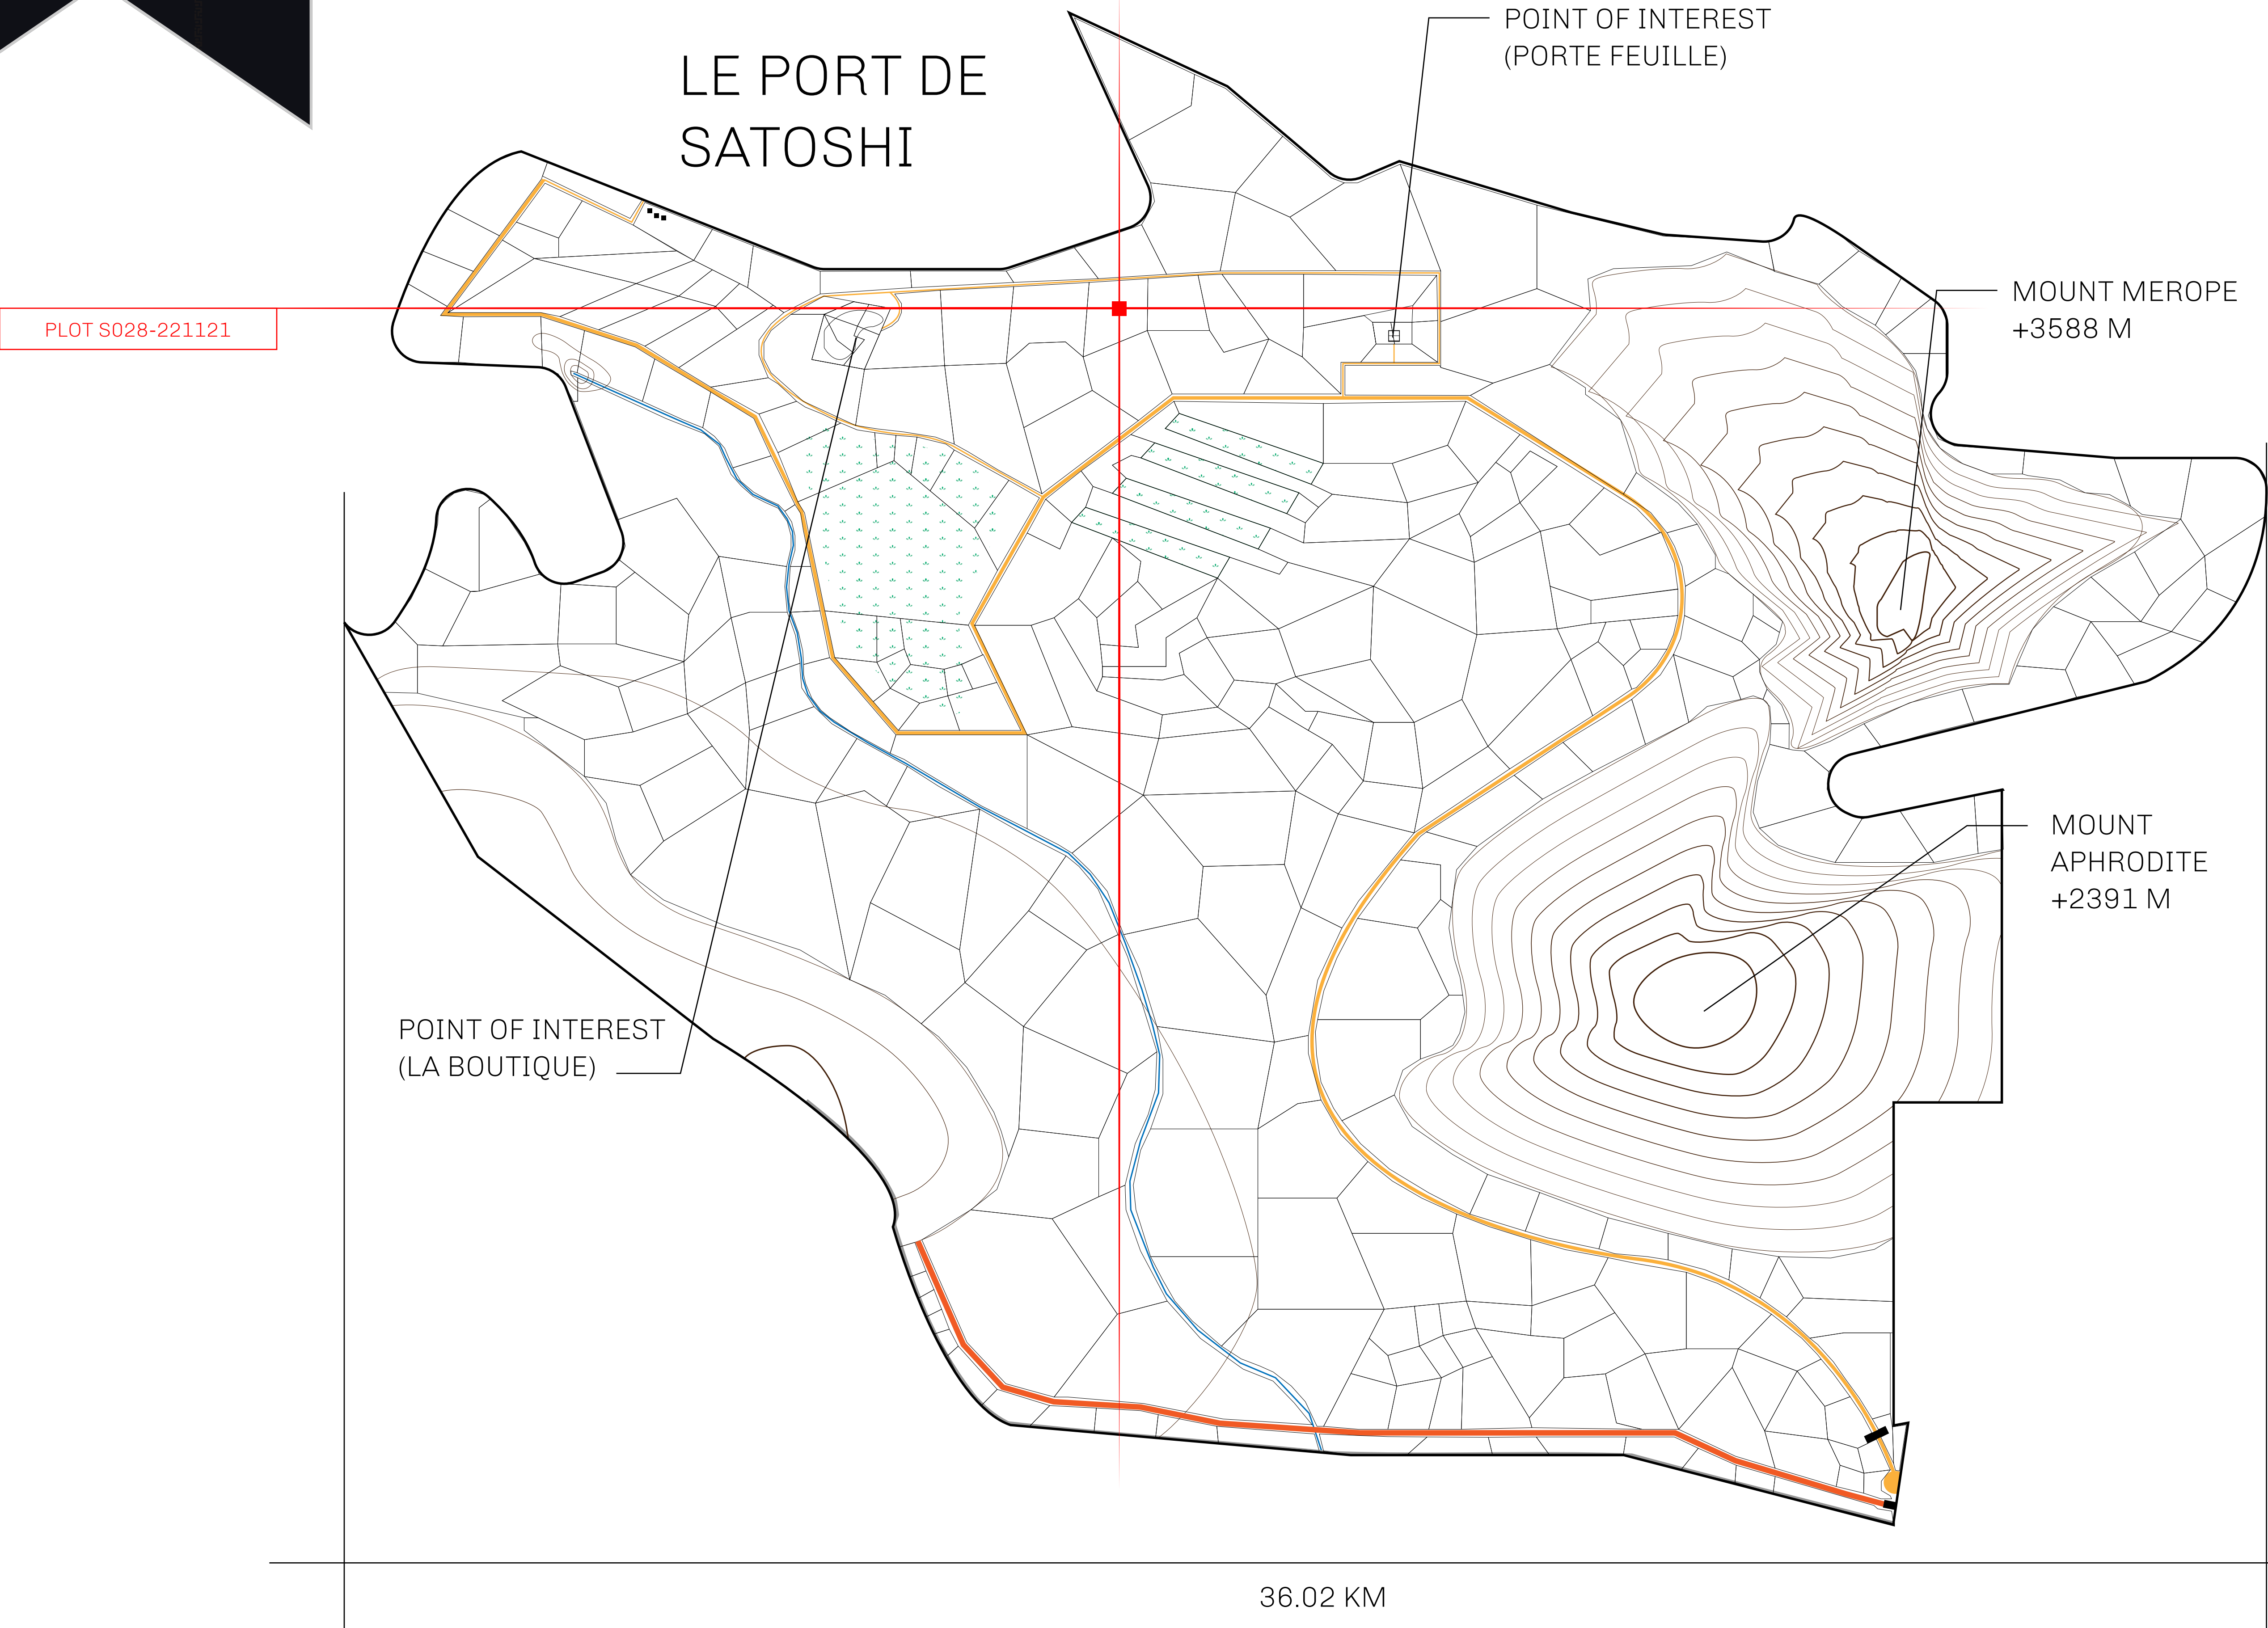 POINT OF INTEREST
(PORTE FEUILLE)
LE PORT DE
SATOSHI
MOUNT MEROPE
+3588 M
PLOT S028-221121
MOUNT
APHRODITE
+2391 M
POINT OF INTEREST
(LA BOUTIQUE)
36.02 KM